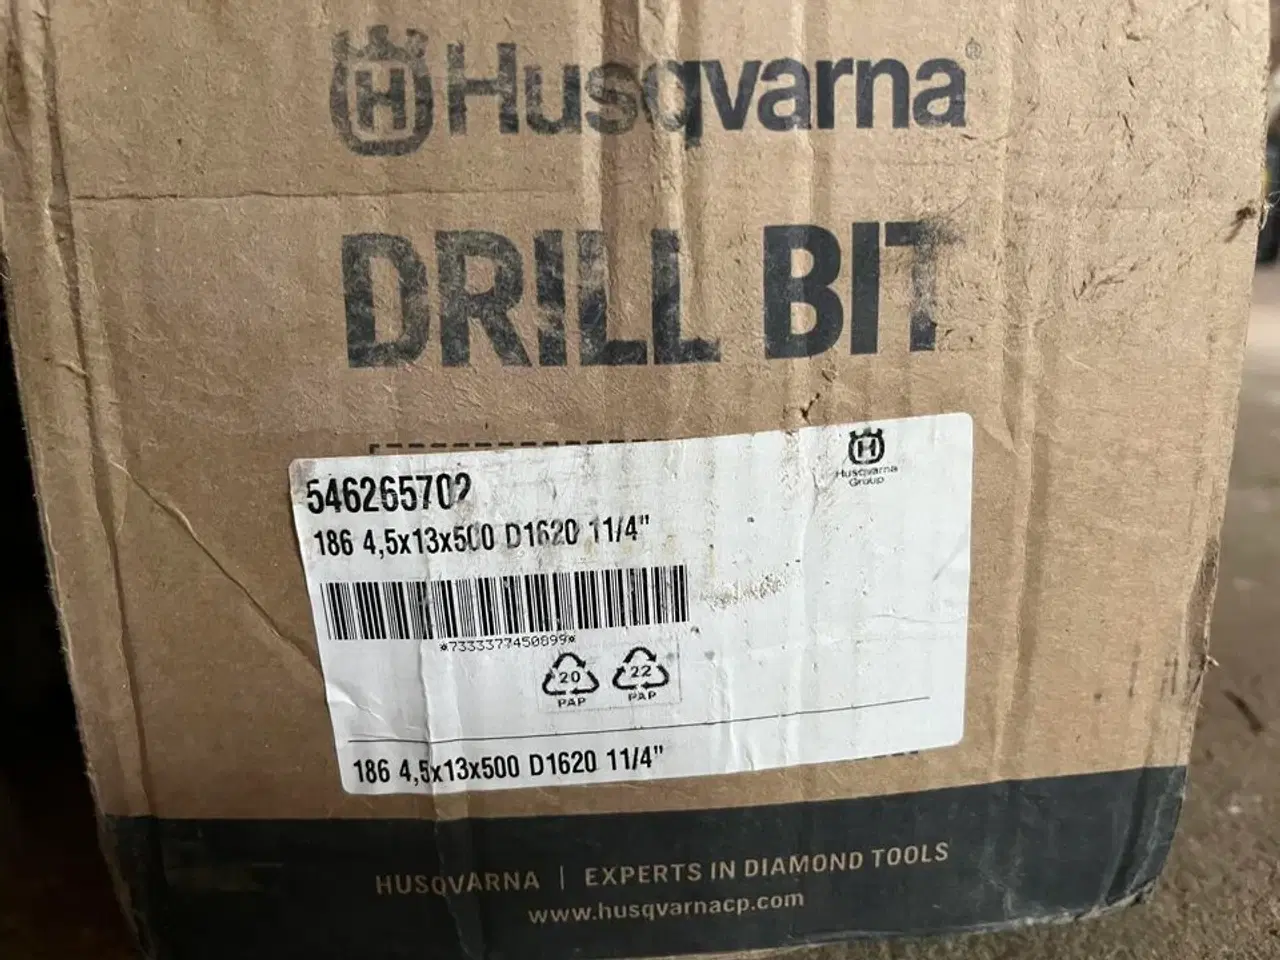 Husqvarna®
DRILL BIT
546265702
Husqvarna
Group
186 4,5x13x500 D1620 11/4"
*7333377450899*
20
PAP
22
PAP
186 4,5x13x500 D1620 11/4"
HUSQVARNA | EXPERTS IN DIAMOND TOOLS
www.husqvarnacp.com